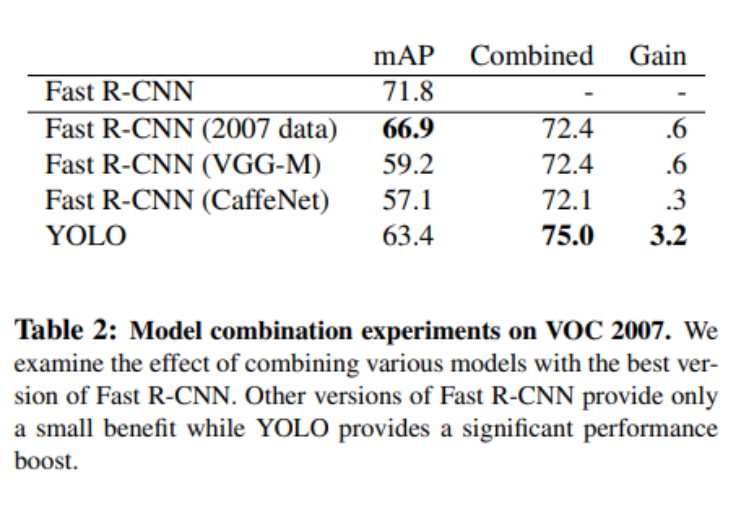 mAP Combined Gain
Fast R-CNN 71.8 - -
Fast R-CNN (2007 data) 66.9 72.4 .6
Fast R-CNN (VGG-M) 59.2 72.4 .6
Fast R-CNN (CaffeNet) 57.1 72.1 .3
YOLO 63.4 75.0 3.2
Table 2: Model combination experiments on VOC 2007. We
examine the effect of combining various models with the best ver-
sion of Fast R-CNN. Other versions of Fast R-CNN provide only
a small benefit while YOLO provides a significant performance
boost.